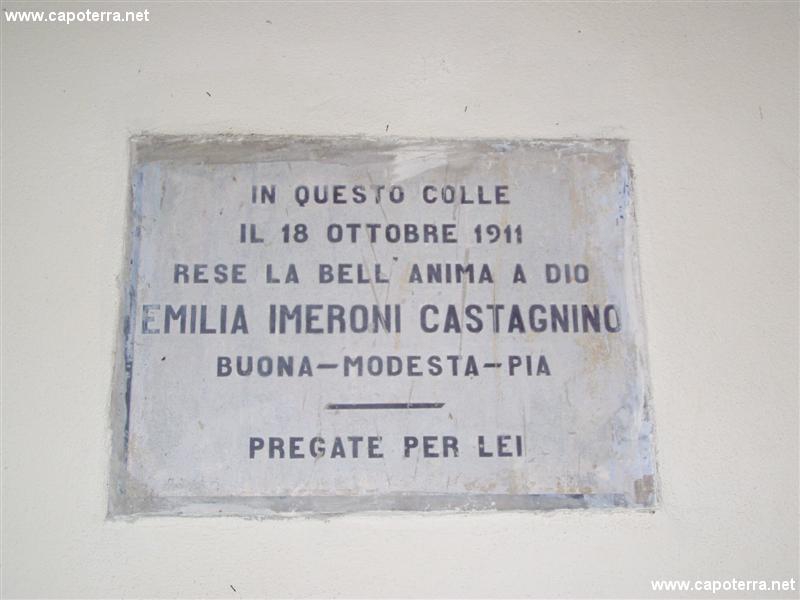 www.capoterra.net
IN QUESTO COLLE
IL 18 OTTOBRE 1911
RESE LA BELL'ANIMA A DIO
EMILIA IMERONI CASTAGNINO
BUONA-MODESTA-PIA
PREGATE PER LEI
www.capoterra.net